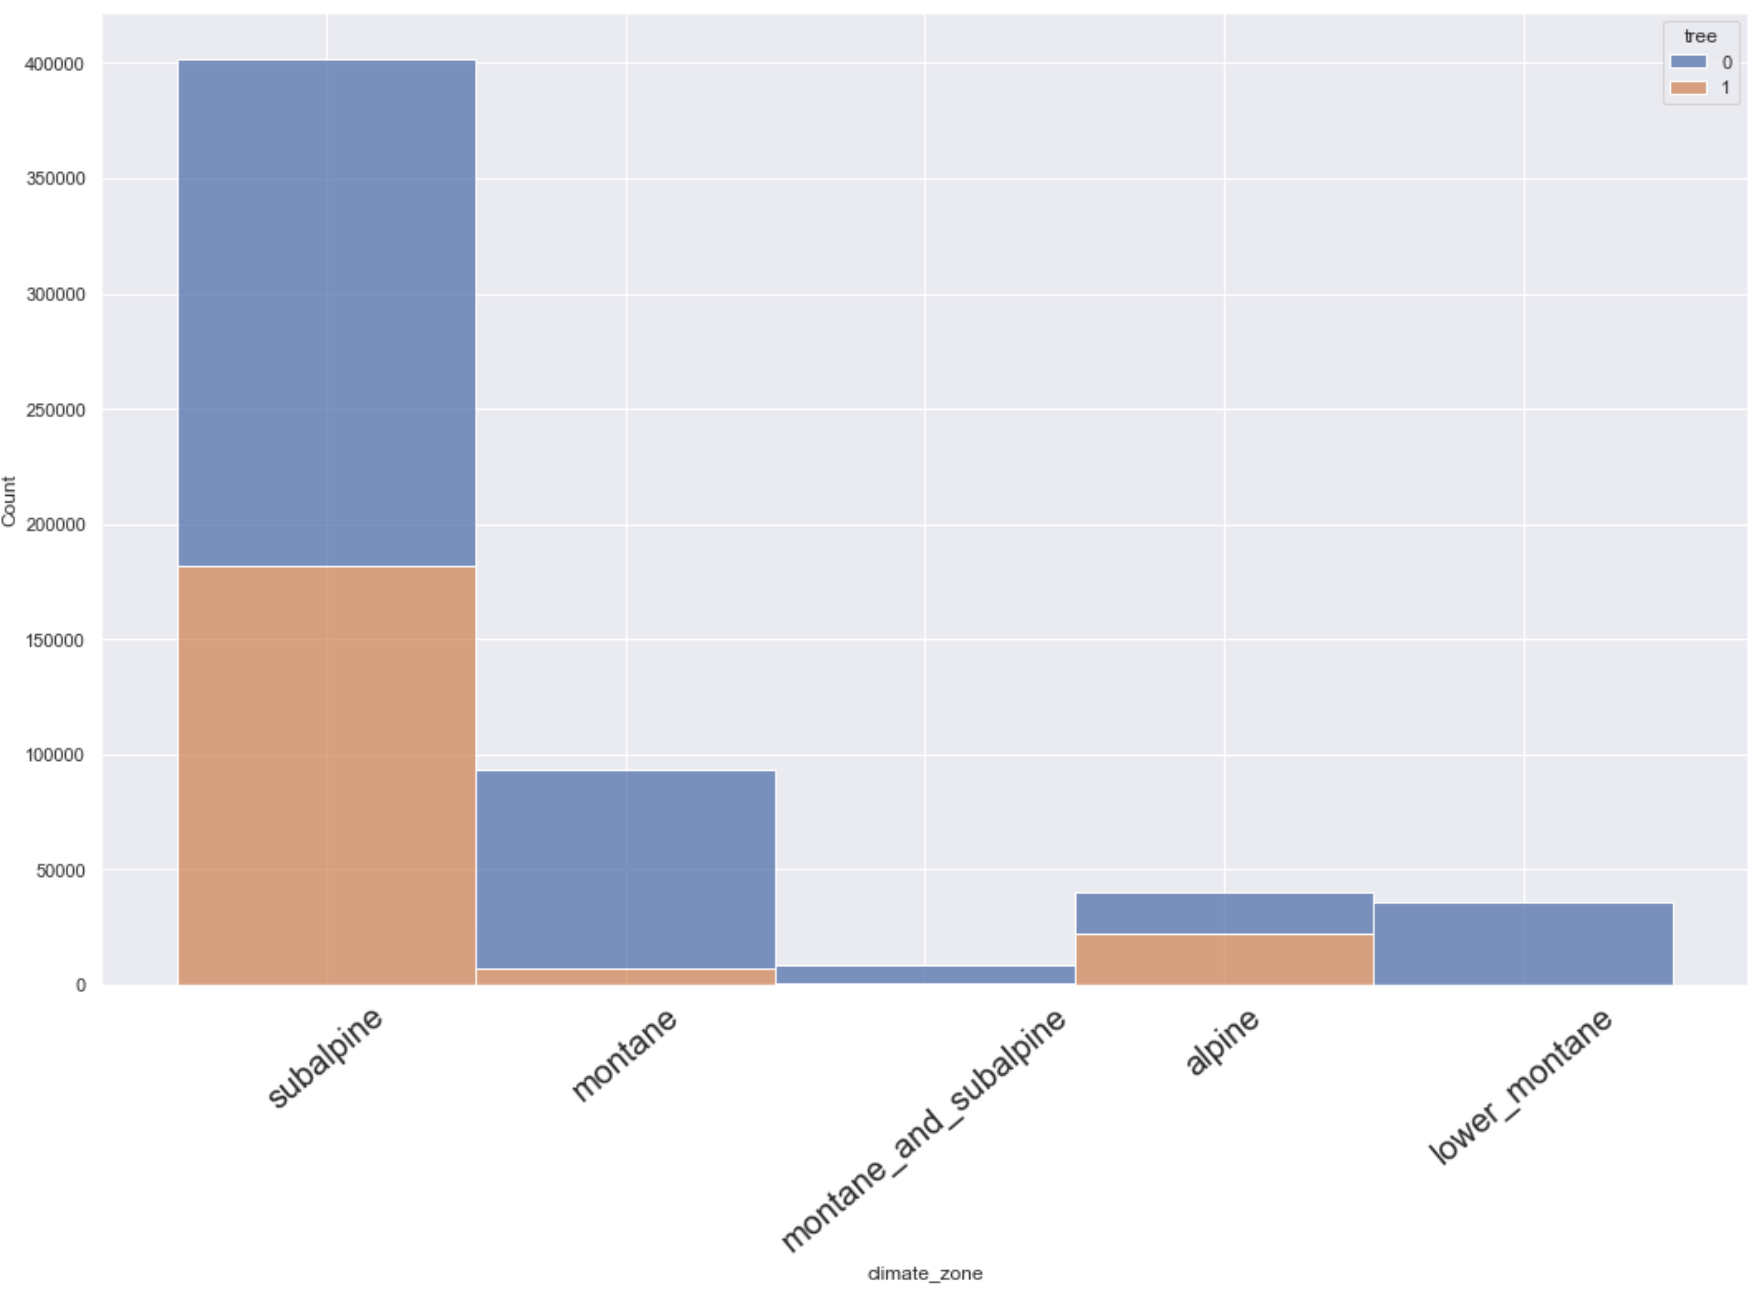 tree
0
1
400000
350000
300000
250000
200000
150000
100000
50000
0
Count
subalpine
montane
montane_and_subalpine
alpine
lower_montane
climate_zone